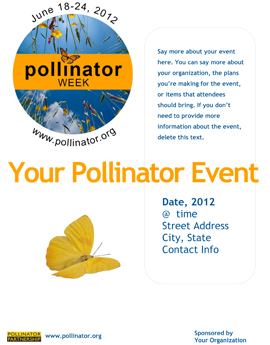 June 18-24, 2012
pollinator
WEEK
www.pollinator.org
Say more about your event
here. You can say more about
your organization, the plans
you're making for the event,
or items that attendees
should bring. If you don't
need to provide more
information about the event,
delete this text.
Your Pollinator Event
Date, 2012
@ time
Street Address
City, State
Contact Info
POLLINATOR
PARTNERSHIP
www.pollinator.org
Sponsored by
Your Organization